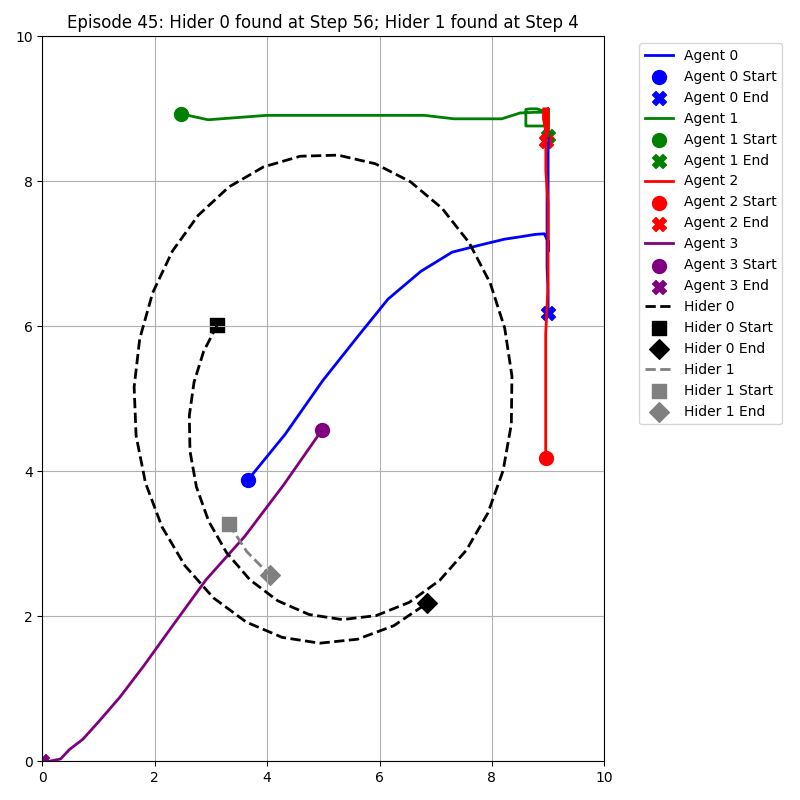 Episode 45: Hider 0 found at Step 56; Hider 1 found at Step 4
10
8
6
4
2
0
0
2
4
6
8
10
Agent 0
Agent 0 Start
Agent 0 End
Agent 1
Agent 1 Start
Agent 1 End
Agent 2
Agent 2 Start
Agent 2 End
Agent 3
Agent 3 Start
Agent 3 End
Hider 0
Hider 0 Start
Hider 0 End
Hider 1
Hider 1 Start
Hider 1 End